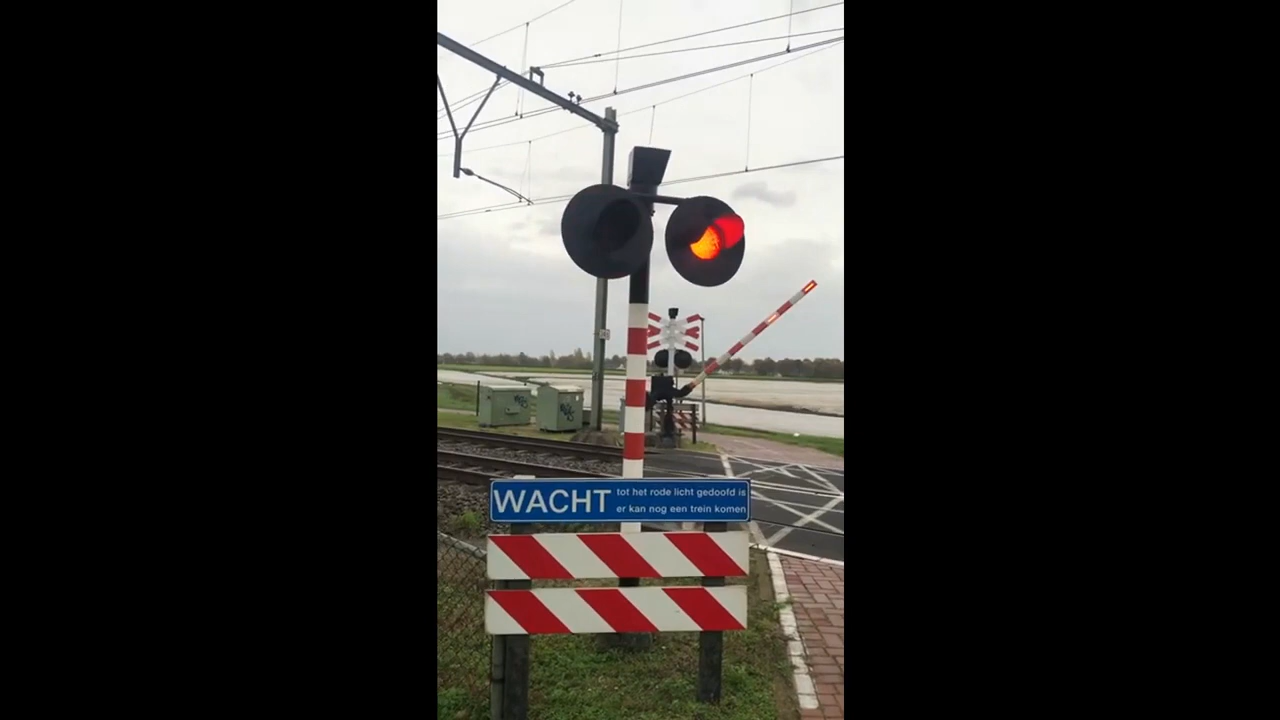 WACHT
tot het rode licht gedoofd is
er kan nog een trein komen